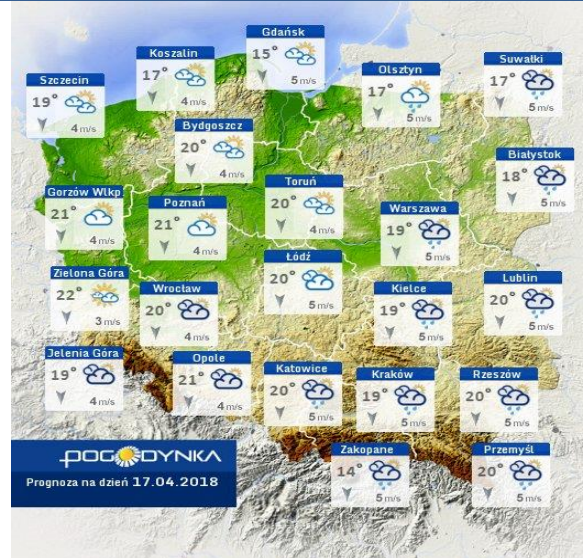 Gdańsk
15°
5 m/s
Koszalin
17°
4 m/s
Suwałki
17°
5 m/s
Olsztyn
17°
5 m/s
Szczecin
19°
4 m/s
Bydgoszcz
20°
4 m/s
Białystok
18°
5 m/s
Toruń
20°
4 m/s
Gorzów Wlkp
21°
4 m/s
Poznań
21°
4 m/s
Warszawa
19°
5 m/s
Łódź
20°
5 m/s
Zielona Góra
22°
3 m/s
Wrocław
20°
4 m/s
Kielce
19°
5 m/s
Lublin
20°
5 m/s
Jelenia Góra
19°
4 m/s
Opole
21°
4 m/s
Katowice
20°
5 m/s
Kraków
19°
5 m/s
Rzeszów
20°
5 m/s
Zakopane
14°
5 m/s
Przemyśl
20°
5 m/s
POGODYNKA
Prognoza na dzień 17.04.2018